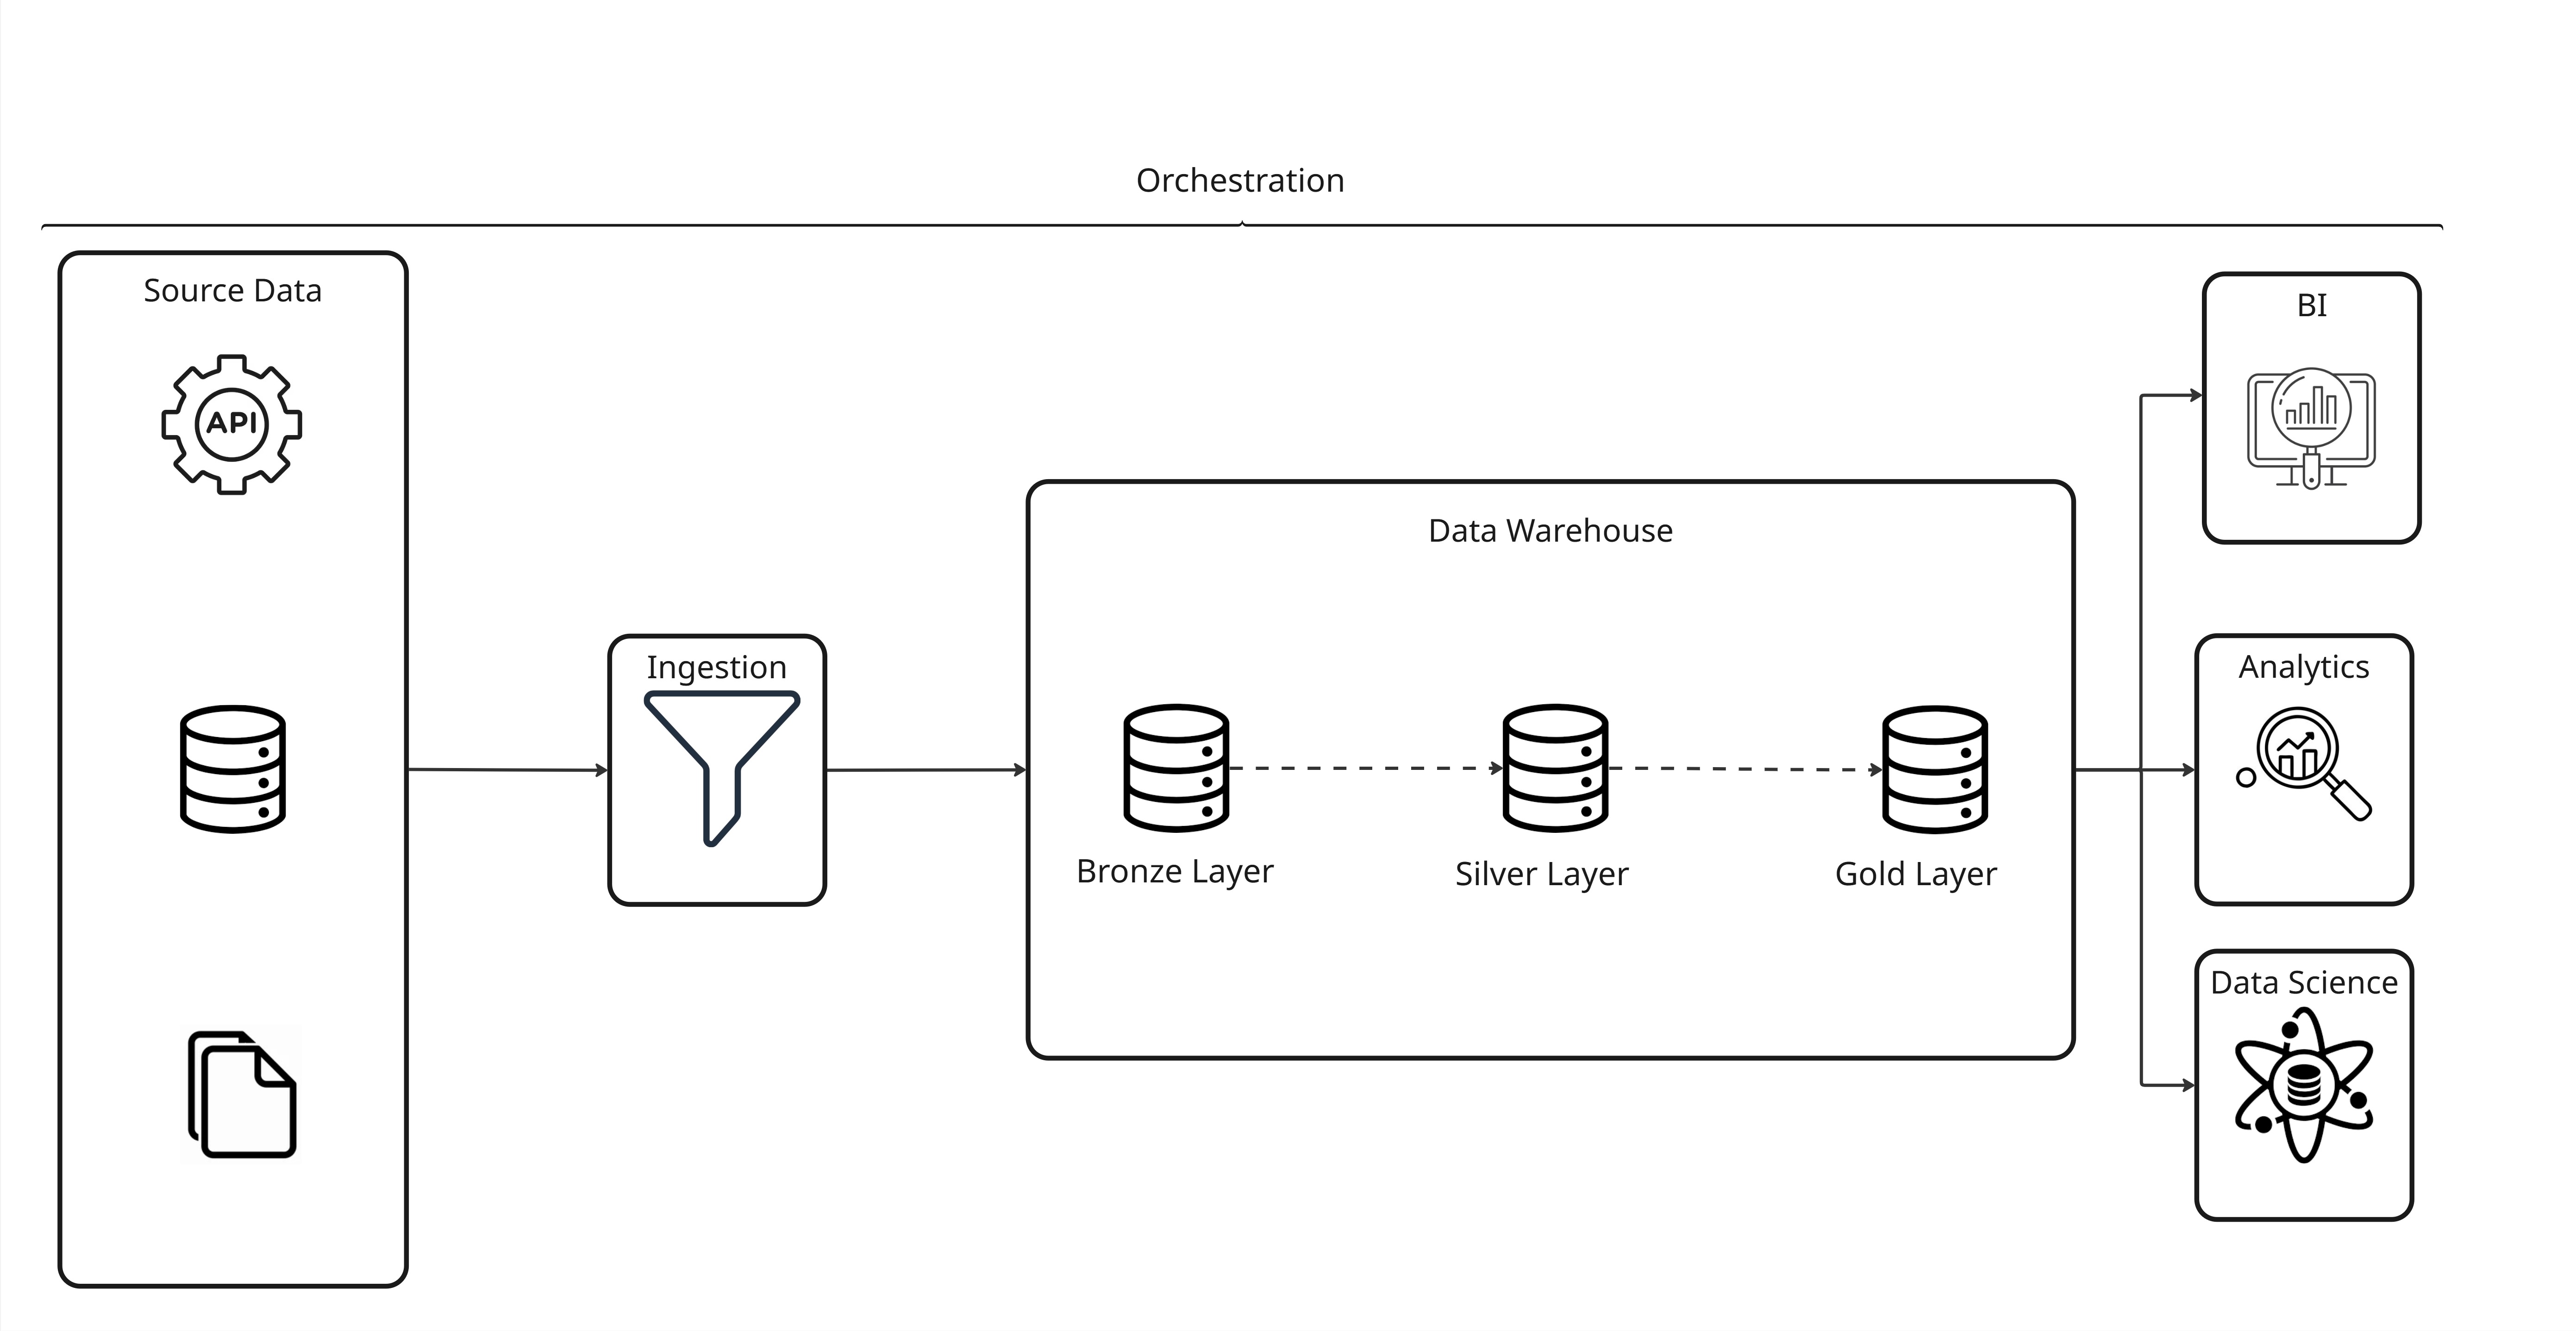 Orchestration
Source Data
API
Ingestion
Data Warehouse
Bronze Layer
Silver Layer
Gold Layer
BI
Analytics
Data Science